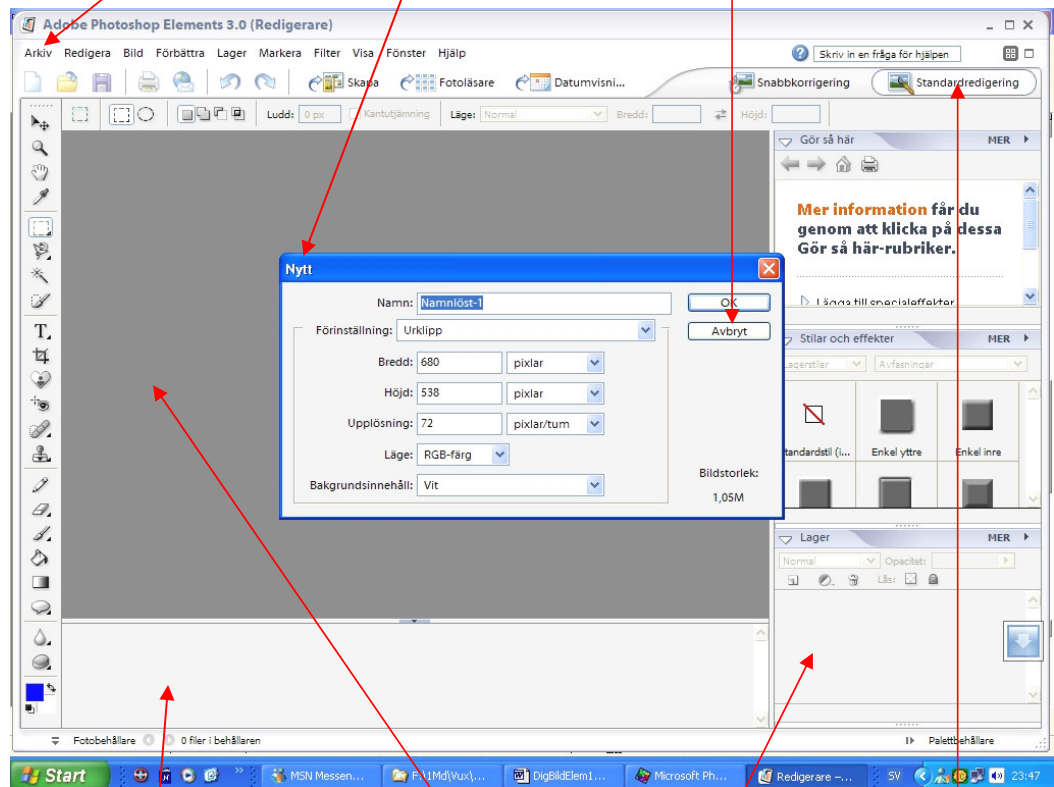 Adobe Photoshop Elements 3.0 (Redigerare)
Arkiv Redigera Bild Förbättra Lager Markera Filter Visa Fönster Hjälp
Skriv in en fråga för hjälpen
Skapa Fotoläsare Datumvisni... Snabbkorrigering Standardredigering
Ludd: 0 px Kantutjämning Läge: Normal Bredd: Höjd:
Gör så här MER
Mer information får du
genom att klicka på dessa
Gör så här-rubriker.
Lägga till specialeffekter
Nytt
Namn: Namnlöst-1 OK
Förinställning: Urklipp Avbryt
Bredd: 680 pixlar
Höjd: 538 pixlar
Upplösning: 72 pixlar/tum
Läge: RGB-färg
Bakgrundsinnehåll: Vit
Bildstorlek:
1,05M
Stilar och effekter MER
Lagerstilar Avfasningar
tandardstil (i... Enkel yttre Enkel inre
Lager MER
Normal Opacitet:
Lås:
Fotobehållare 0 filer i behållaren Palettbehållare
Start MSN Messen... DigBildElem1... Microsoft Ph... Redigerare –... SV 23:47